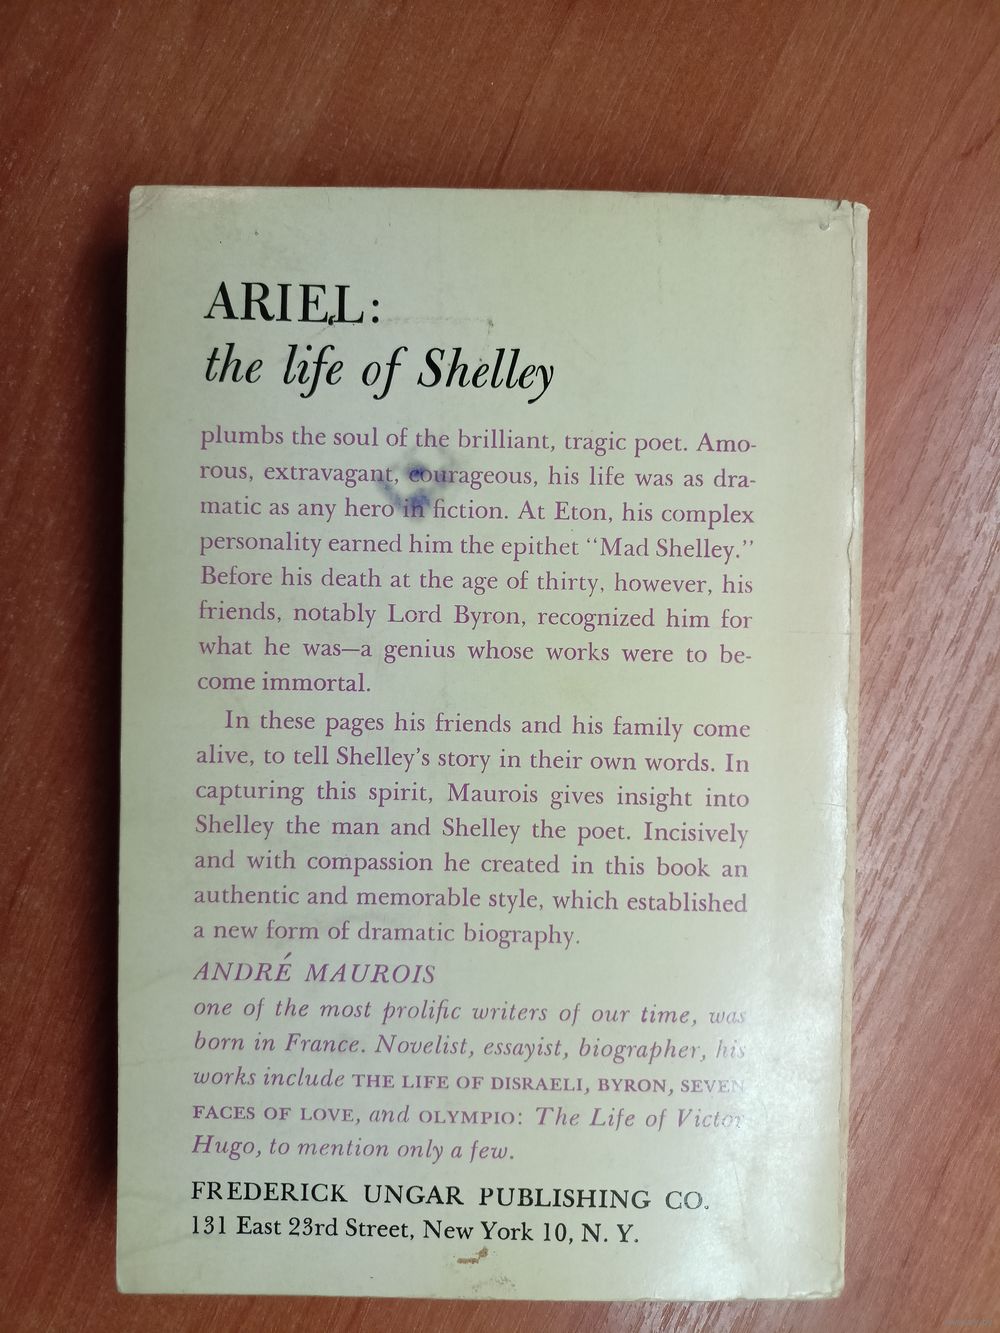 ARIEL:
the life of Shelley
plumbs the soul of the brilliant, tragic poet. Amo-
rous, extravagant, courageous, his life was as dra-
matic as any hero in fiction. At Eton, his complex
personality earned him the epithet “Mad Shelley.”
Before his death at the age of thirty, however, his
friends, notably Lord Byron, recognized him for
what he was—a genius whose works were to be-
come immortal.
In these pages his friends and his family come
alive, to tell Shelley’s story in their own words. In
capturing this spirit, Maurois gives insight into
Shelley the man and Shelley the poet. Incisively
and with compassion he created in this book an
authentic and memorable style, which established
a new form of dramatic biography.
ANDRÉ MAUROIS
one of the most prolific writers of our time, was
born in France. Novelist, essayist, biographer, his
works include THE LIFE OF DISRAELI, BYRON, SEVEN
FACES OF LOVE, and OLYMPIO: The Life of Victor
Hugo, to mention only a few.
FREDERICK UNGAR PUBLISHING CO.
131 East 23rd Street, New York 10, N. Y.